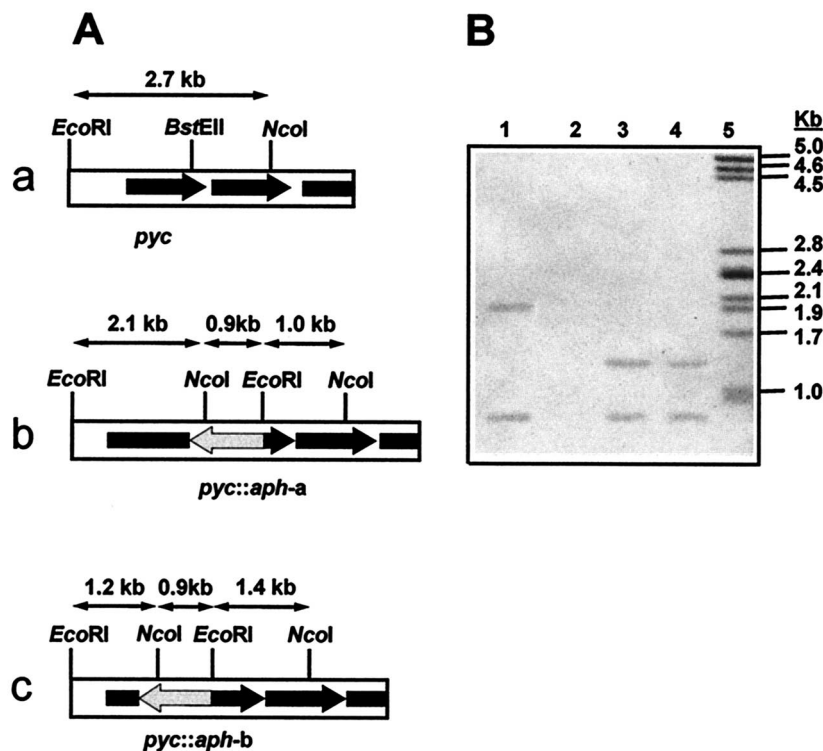 A
2.7 kb
EcoRI BstEII NcoI
a
pyc
2.1 kb 0.9kb 1.0 kb
EcoRI NcoI EcoRI NcoI
b
pyc::aph-a
1.2 kb 0.9kb 1.4 kb
EcoRI NcoI EcoRI NcoI
c
pyc::aph-b
B
1 2 3 4 5 Kb
5.0
4.6
4.5
2.8
2.4
2.1
1.9
1.7
1.0